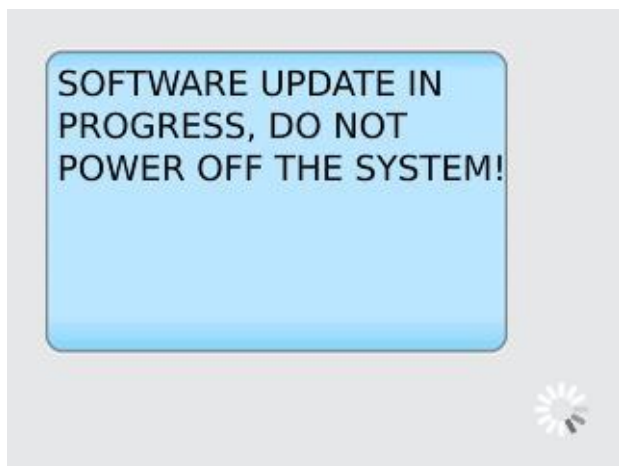 SOFTWARE UPDATE IN
PROGRESS, DO NOT
POWER OFF THE SYSTEM!